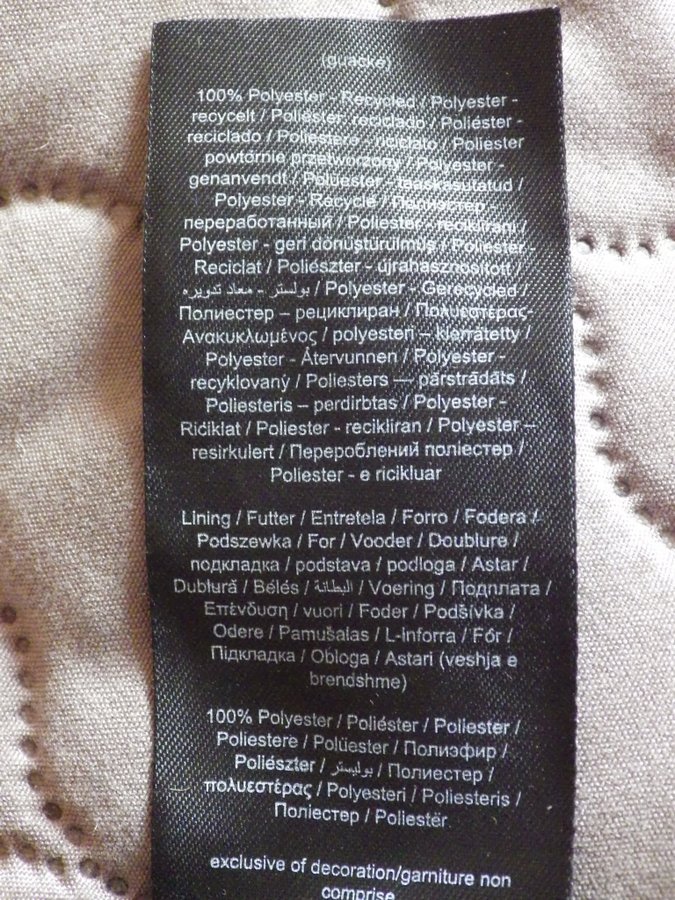 (guackë)
100% Polyester - Recycled / Polyester -
recycelt / Poliéster, reciclado / Poliéster -
reciclado / Poliestere - riciclato / Poliester
powtórnie przetworzony / Polyester -
genanvendt / Polüester - taaskasutatud /
Polyester - Recyclé / Полиэстер,
переработанный / Poliester - reciklirani /
Polyester - geri dönüştürülmüş / Poliester -
Reciclat / Poliészter - újrahasznosított /
بوليستر - معاد تدويره / Polyester - Gerecycled /
Полиестер – рециклиран / Πολυεστέρας-
Ανακυκλωμένος / polyesteri – kierrätetty /
Polyester - Återvunnen / Polyester -
recyklovaný / Poliesters — pārstrādāts /
Poliesteris – perdirbtas / Polyester -
Riċiklat / Poliester - recikliran / Polyester –
resirkulert / Перероблений поліестер /
Poliester - e ricikluar
Lining / Futter / Entretela / Forro / Fodera /
Podszewka / For / Vooder / Doublure /
подкладка / podstava / podloga / Astar /
Dublură / Bélés / البطانة / Voering / Подплата /
Επένδυση / vuori / Foder / Podšívka /
Odere / Pamušalas / L-inforra / Fôr /
Підкладка / Obloga / Astari (veshja e
brendshme)
100% Polyester / Poliéster / Poliester /
Poliestere / Polüester / Полиэфир /
Poliészter / بوليستر / Полиестер /
πολυεστέρας / Polyesteri / Poliesteris /
Поліестер / Poliestër
exclusive of decoration/garniture non
comprise